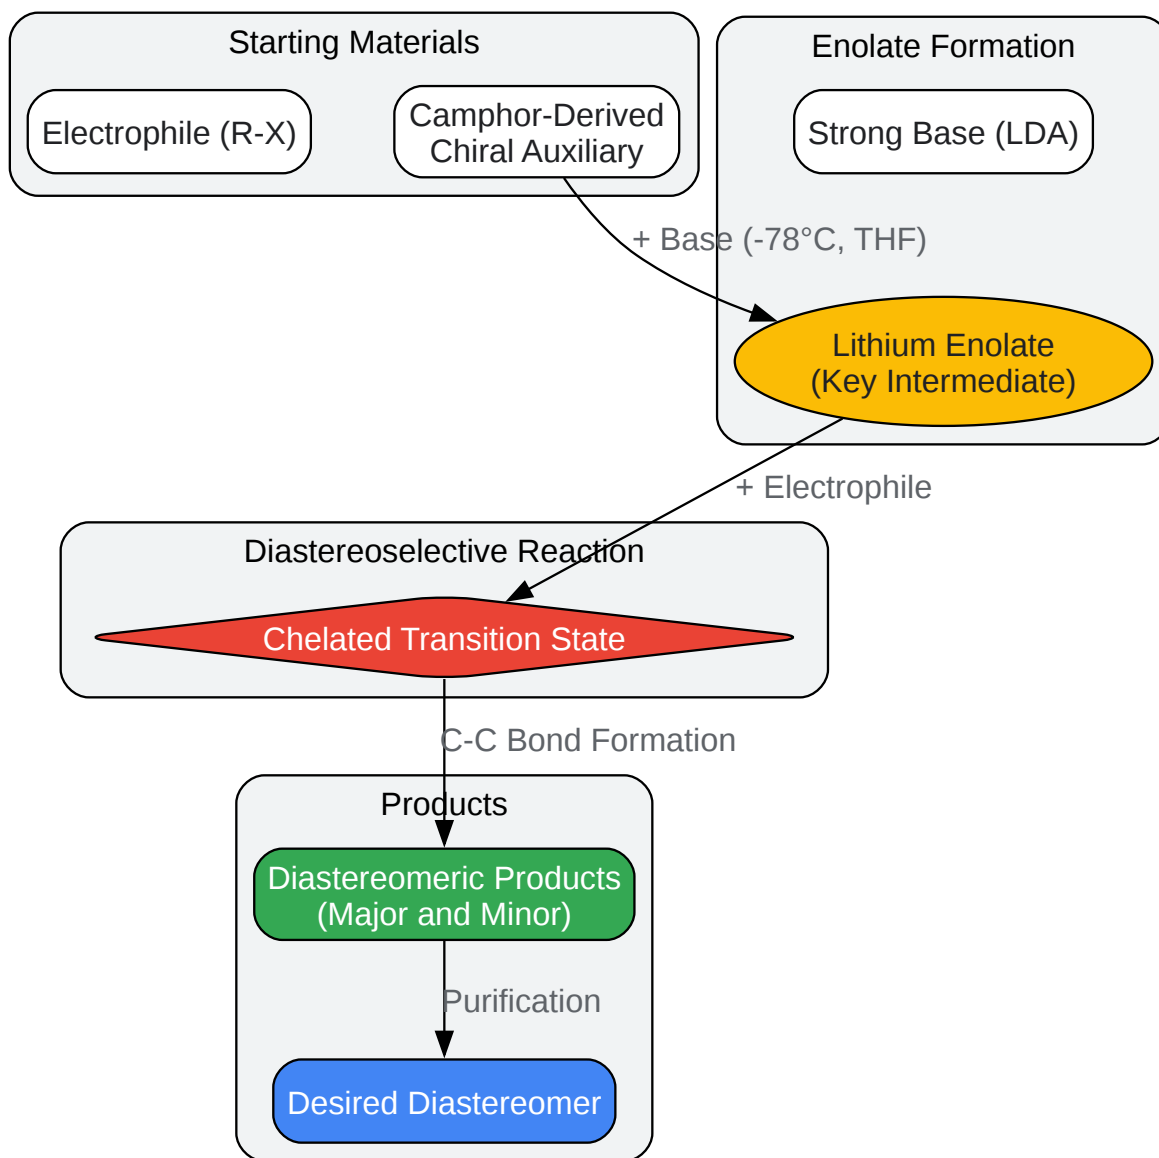 Starting Materials
Electrophile (R-X)
Camphor-Derived
Chiral Auxiliary
Enolate Formation
Strong Base (LDA)
+ Base (-78°C, THF)
Lithium Enolate
(Key Intermediate)
+ Electrophile
Diastereoselective Reaction
Chelated Transition State
C-C Bond Formation
Products
Diastereomeric Products
(Major and Minor)
Purification
Desired Diastereomer